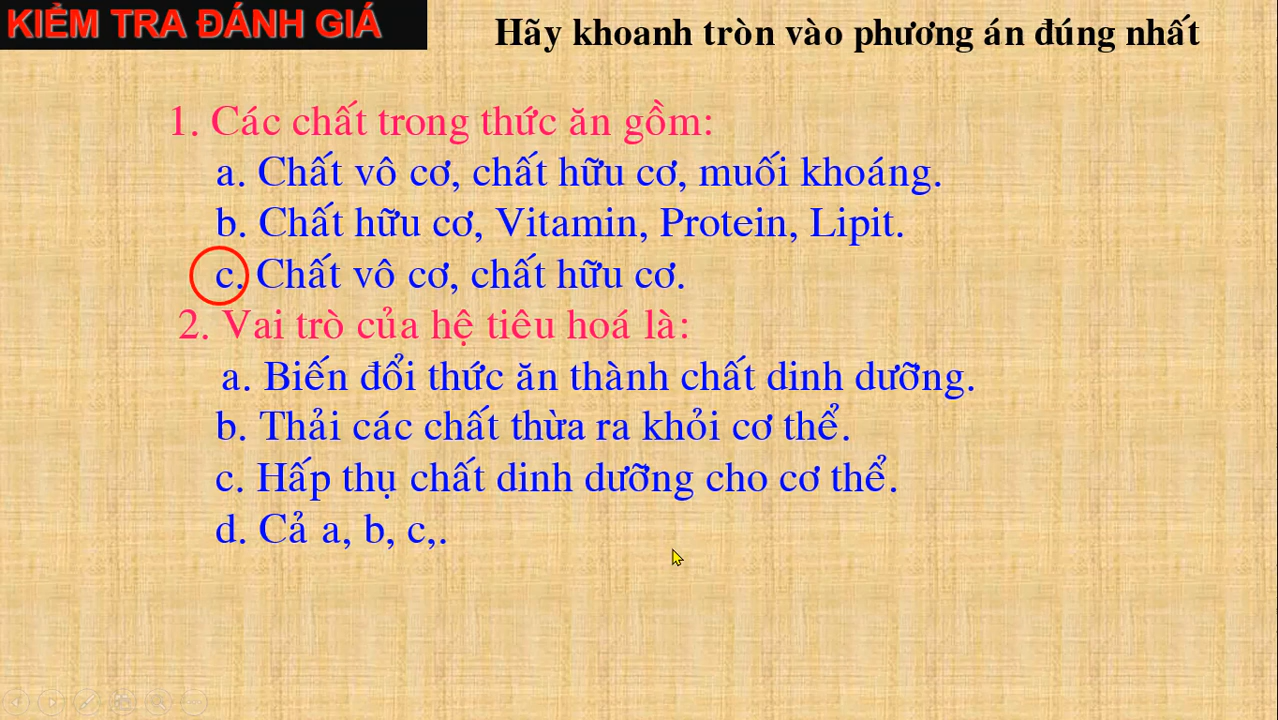 KIỂM TRA ĐÁNH GIÁ
Hãy khoanh tròn vào phương án đúng nhất
1. Các chất trong thức ăn gồm:
a. Chất vô cơ, chất hữu cơ, muối khoáng.
b. Chất hữu cơ, Vitamin, Protein, Lipit.
c. Chất vô cơ, chất hữu cơ.
2. Vai trò của hệ tiêu hoá là:
a. Biến đổi thức ăn thành chất dinh dưỡng.
b. Thải các chất thừa ra khỏi cơ thể.
c. Hấp thụ chất dinh dưỡng cho cơ thể.
d. Cả a, b, c,.